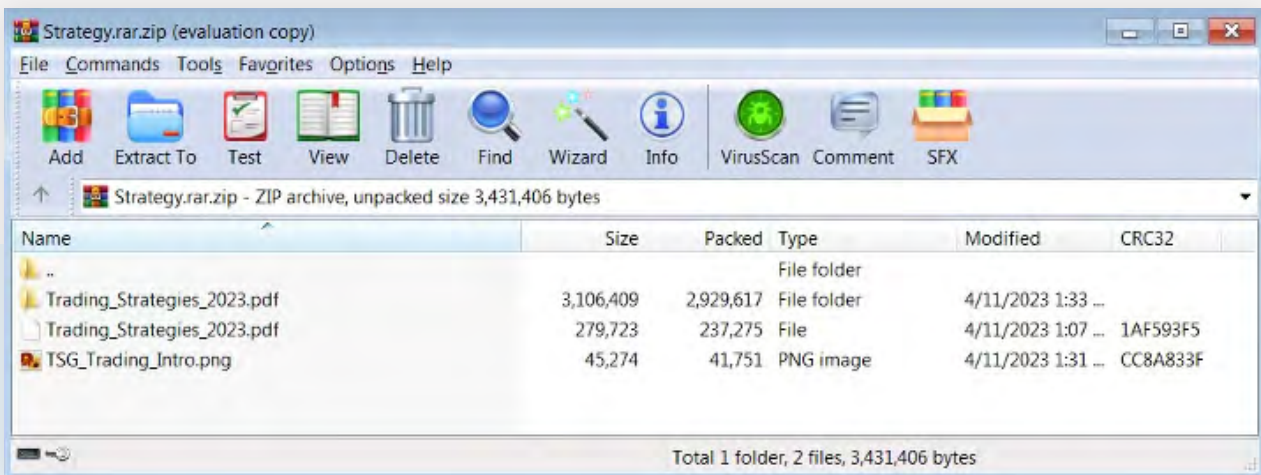 Strategy.rar.zip (evaluation copy)
File Commands Tools Favorites Options Help
Add Extract To Test View Delete Find Wizard Info VirusScan Comment SFX
Strategy.rar.zip - ZIP archive, unpacked size 3,431,406 bytes
Name Size Packed Type Modified CRC32
.. File folder
Trading_Strategies_2023.pdf 3,106,409 2,929,617 File folder 4/11/2023 1:33 ...
Trading_Strategies_2023.pdf 279,723 237,275 File 4/11/2023 1:07 ... 1AF593F5
TSG_Trading_Intro.png 45,274 41,751 PNG image 4/11/2023 1:31 ... CC8A833F
Total 1 folder, 2 files, 3,431,406 bytes